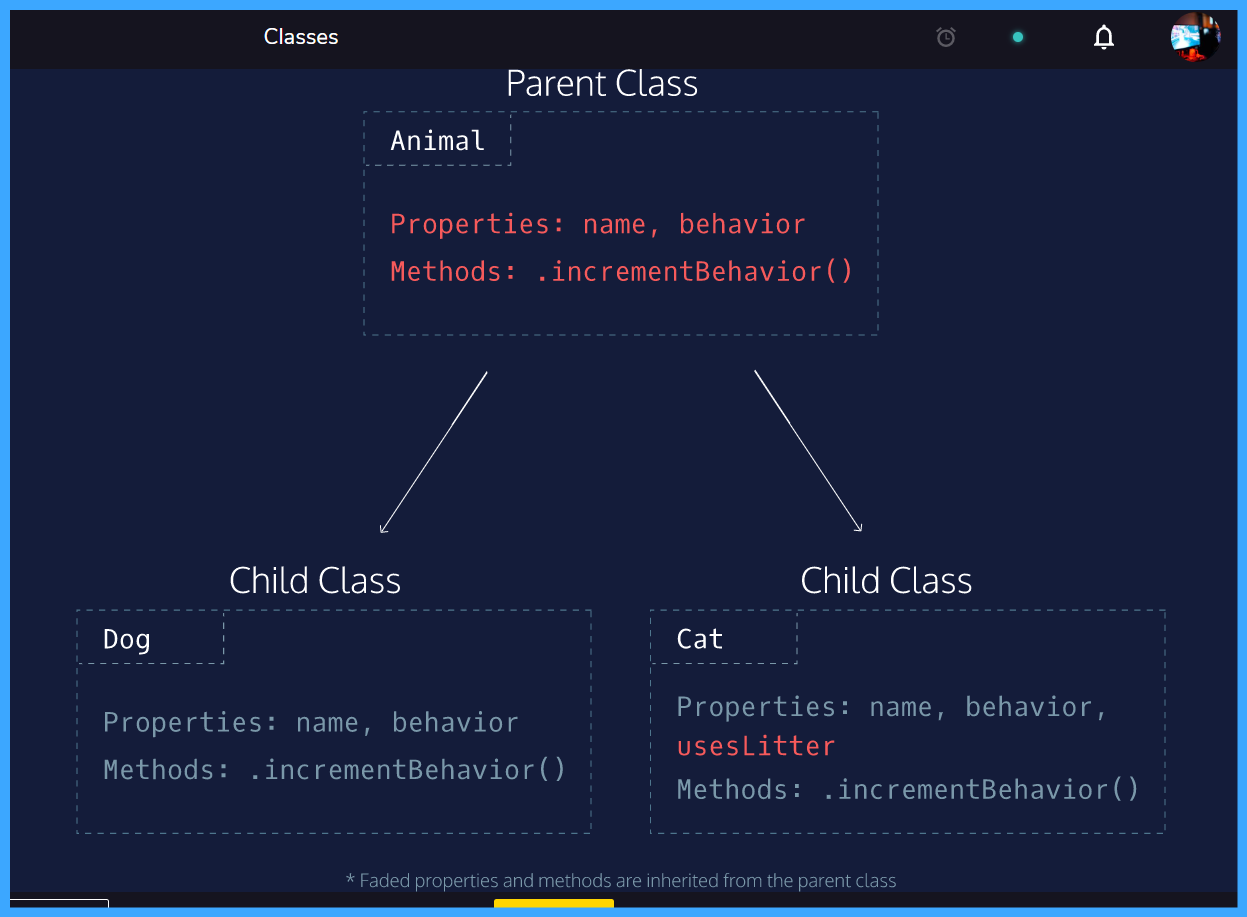 Classes
Parent Class
Animal
Properties: name, behavior
Methods: .incrementBehavior()
Child Class
Dog
Properties: name, behavior
Methods: .incrementBehavior()
Child Class
Cat
Properties: name, behavior,
usesLitter
Methods: .incrementBehavior()
* Faded properties and methods are inherited from the parent class